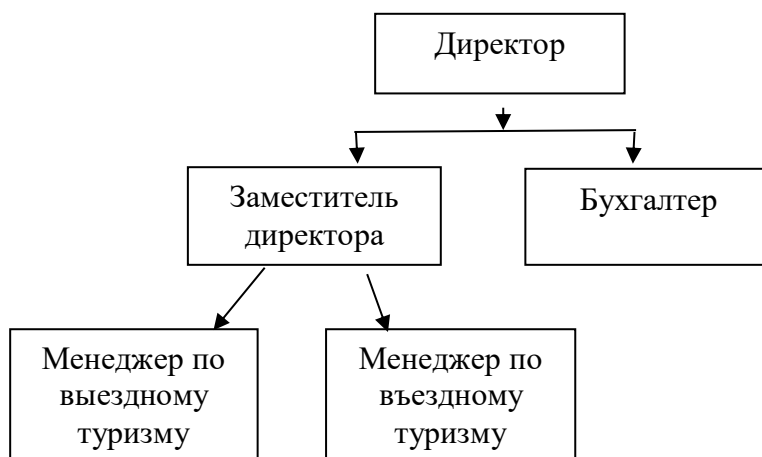 Директор
Заместитель
директора
Бухгалтер
Менеджер по
выездному
туризму
Менеджер по
въездному
туризму